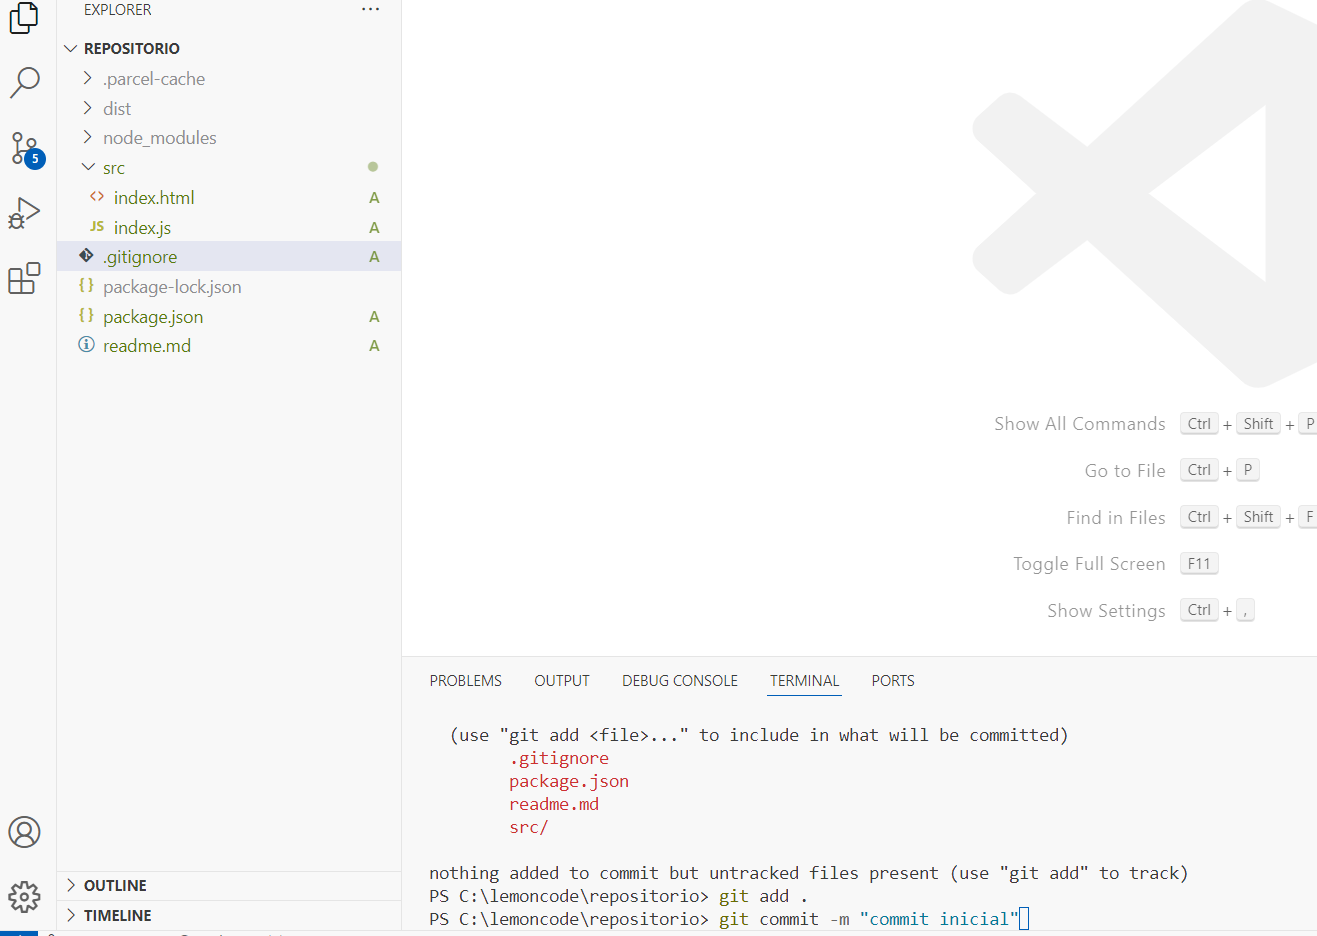 EXPLORER
REPOSITORIO
.parcel-cache
dist
node_modules
5
src
index.html A
JS index.js A
.gitignore A
{} package-lock.json
{} package.json A
readme.md A
Show All Commands Ctrl + Shift + P
Go to File Ctrl + P
Find in Files Ctrl + Shift + F
Toggle Full Screen F11
Show Settings Ctrl + ,
PROBLEMS OUTPUT DEBUG CONSOLE TERMINAL PORTS
(use "git add <file>..." to include in what will be committed)
.gitignore
package.json
readme.md
src/
nothing added to commit but untracked files present (use "git add" to track)
PS C:\lemoncode\repositorio> git add .
PS C:\lemoncode\repositorio> git commit -m "commit inicial"
OUTLINE
TIMELINE